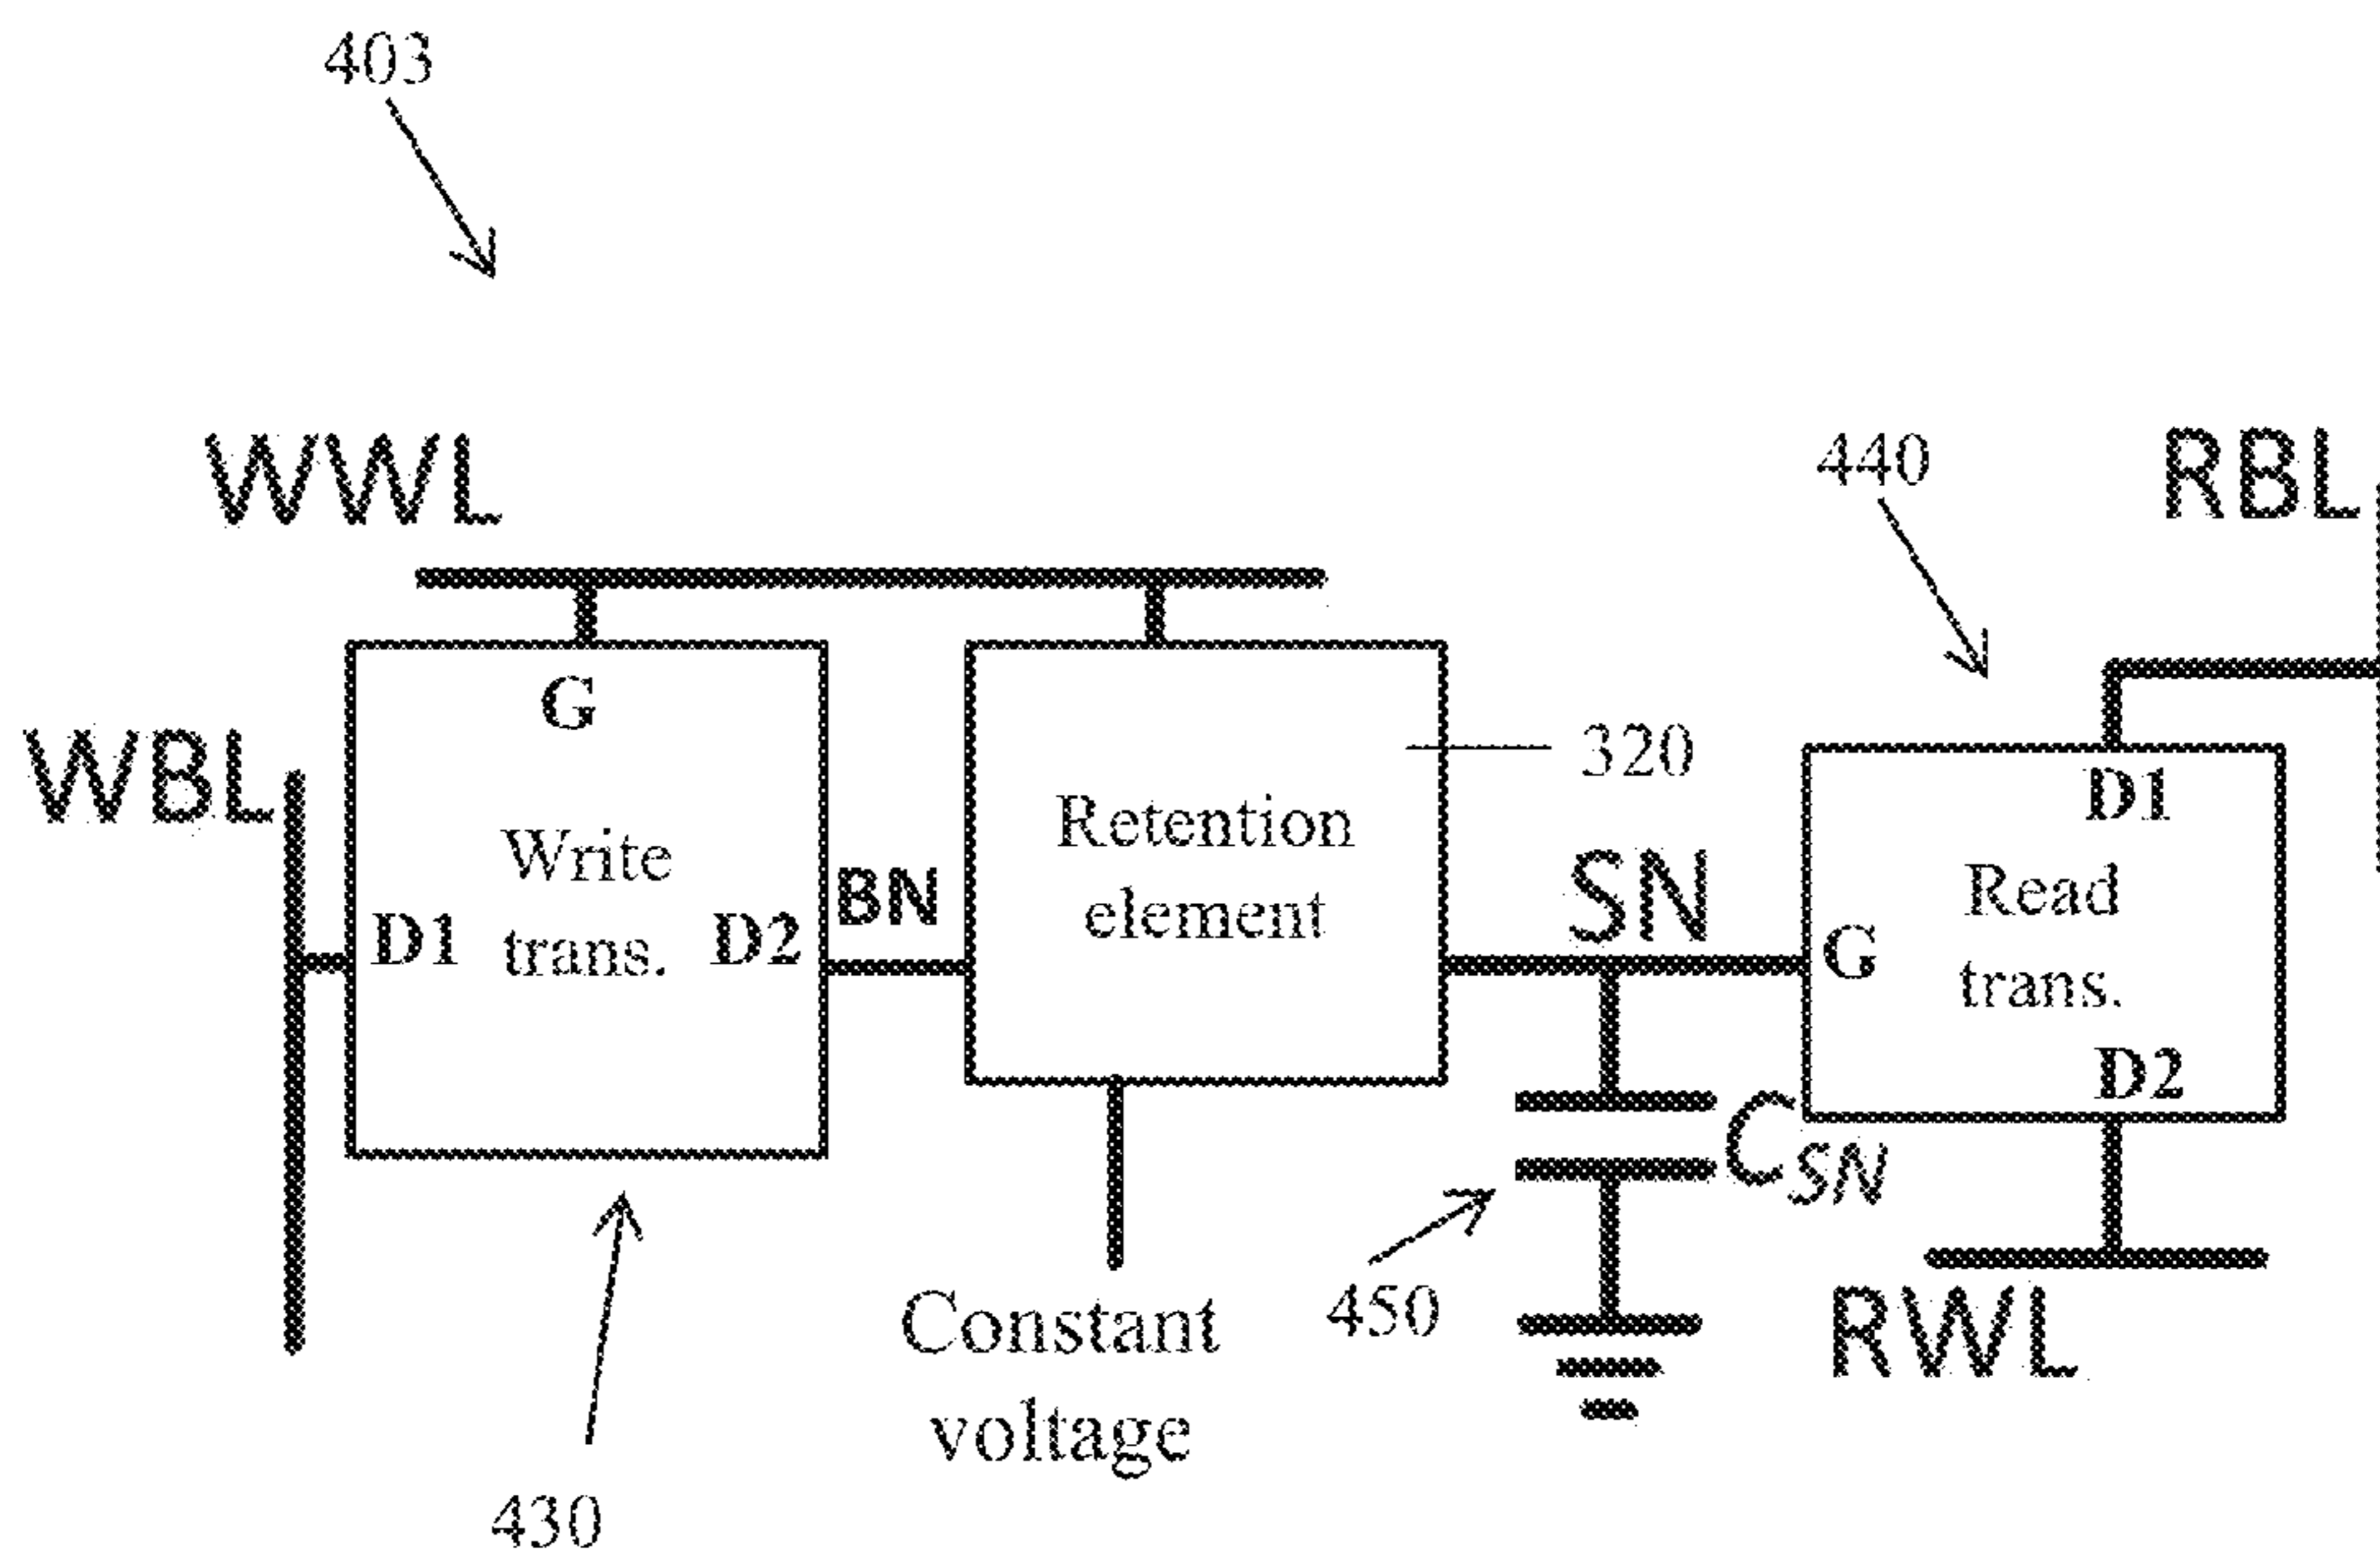 403
WWL
440
RBL
G
320
WBL
D1
Write
trans.
D2
BN
Retention
element
SN
G
D1
Read
trans.
D2
C_SN
450
Constant
voltage
RWL
430